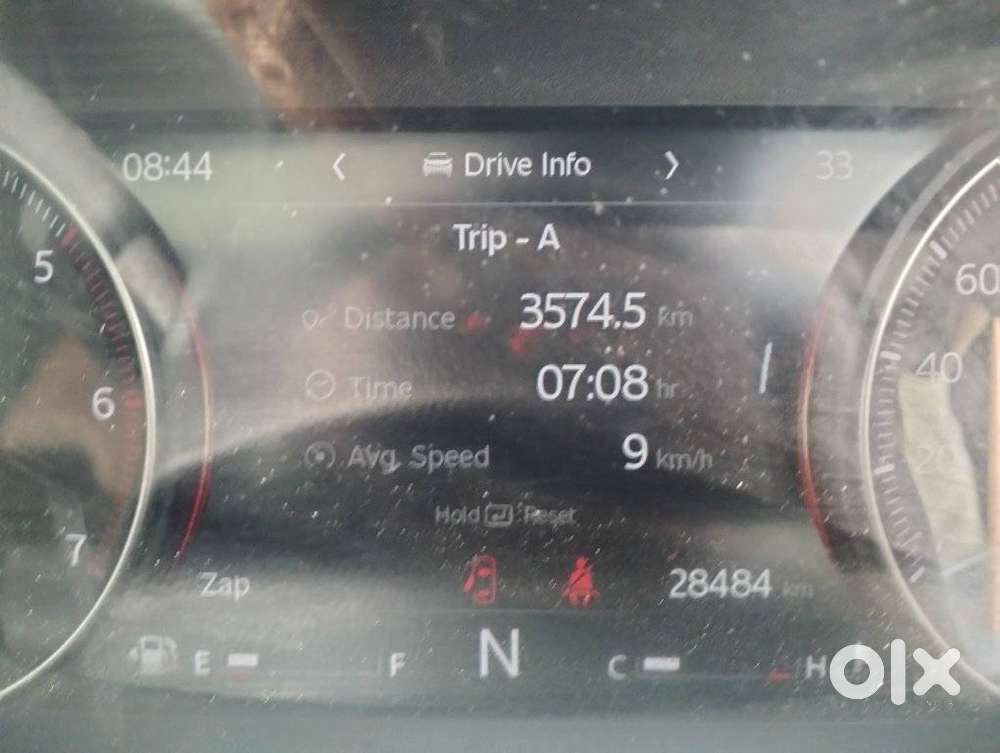 08:44 < Drive Info > 33
Trip - A
Distance 3574.5 km
Time 07:08 hr
Avg. Speed 9 km/h
Hold Reset
Zap 28484 km
E F N C H
5
6
7
60
40
20
olx